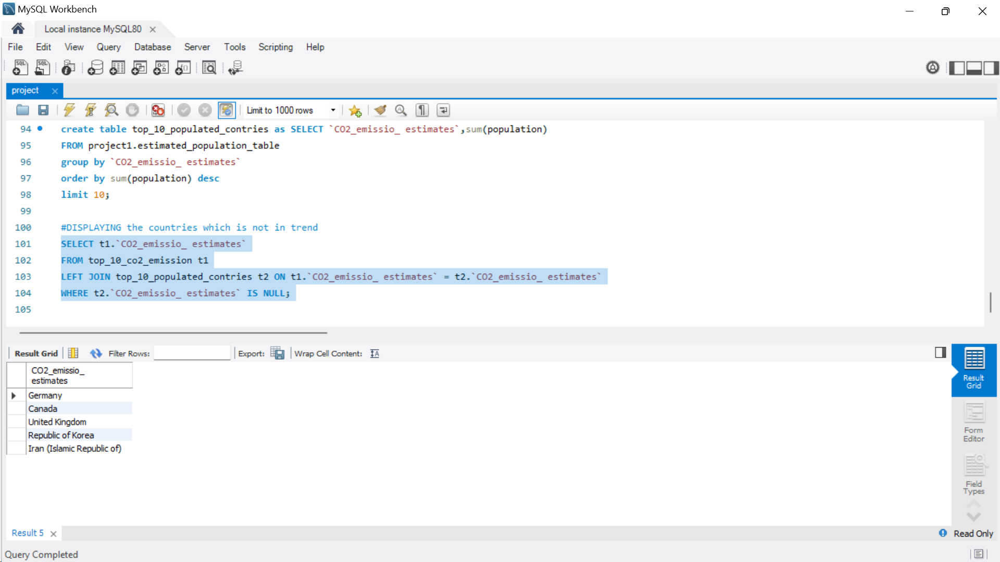 MySQL Workbench
Local instance MySQL80
File Edit View Query Database Server Tools Scripting Help
project
Limit to 1000 rows
94 create table top_10_populated_contries as SELECT `CO2_emissio_ estimates`,sum(population)
95 FROM project1.estimated_population_table
96 group by `CO2_emissio_ estimates`
97 order by sum(population) desc
98 limit 10;
99
100 #DISPLAYING the countries which is not in trend
101 SELECT t1.`CO2_emissio_ estimates`
102 FROM top_10_co2_emission t1
103 LEFT JOIN top_10_populated_contries t2 ON t1.`CO2_emissio_ estimates` = t2.`CO2_emissio_ estimates`
104 WHERE t2.`CO2_emissio_ estimates` IS NULL;
105
Result Grid Filter Rows: Export: Wrap Cell Content:
CO2_emissio_
estimates
Germany
Canada
United Kingdom
Republic of Korea
Iran (Islamic Republic of)
Result
Grid
Form
Editor
Field
Types
Result 5
Read Only
Query Completed